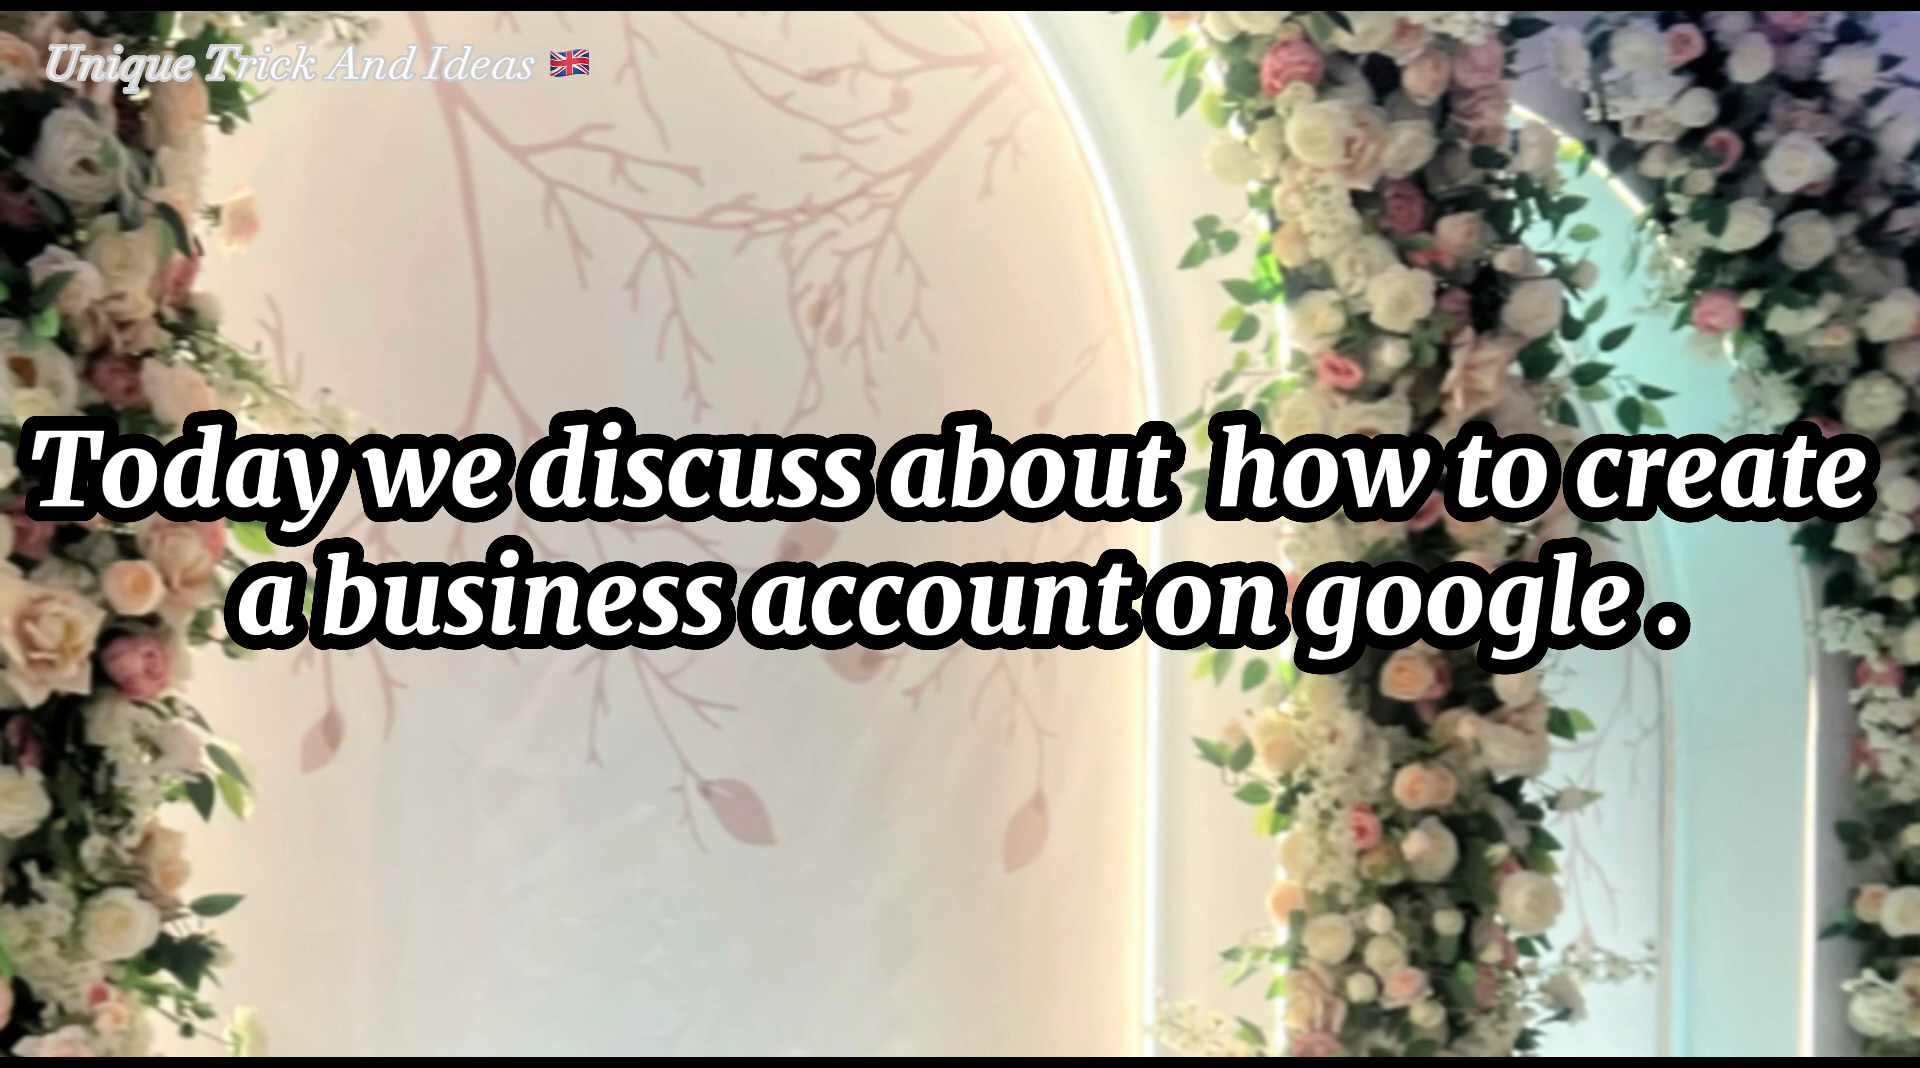 Unique Trick And Ideas 🇬🇧
Today we discuss about how to create
a business account on google .